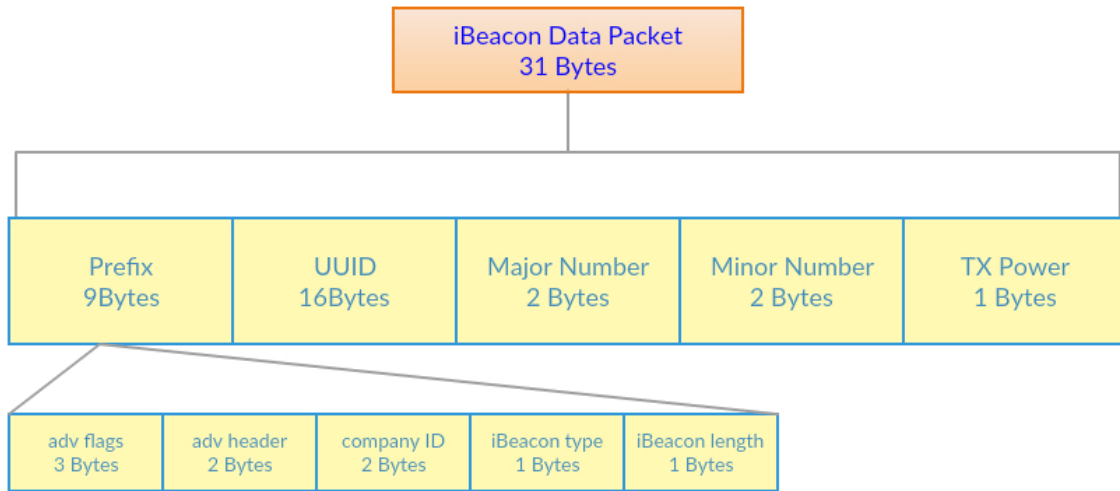 iBeacon Data Packet
31 Bytes
Prefix
9Bytes
UUID
16Bytes
Major Number
2 Bytes
Minor Number
2 Bytes
TX Power
1 Bytes
adv flags
3 Bytes
adv header
2 Bytes
company ID
2 Bytes
iBeacon type
1 Bytes
iBeacon length
1 Bytes